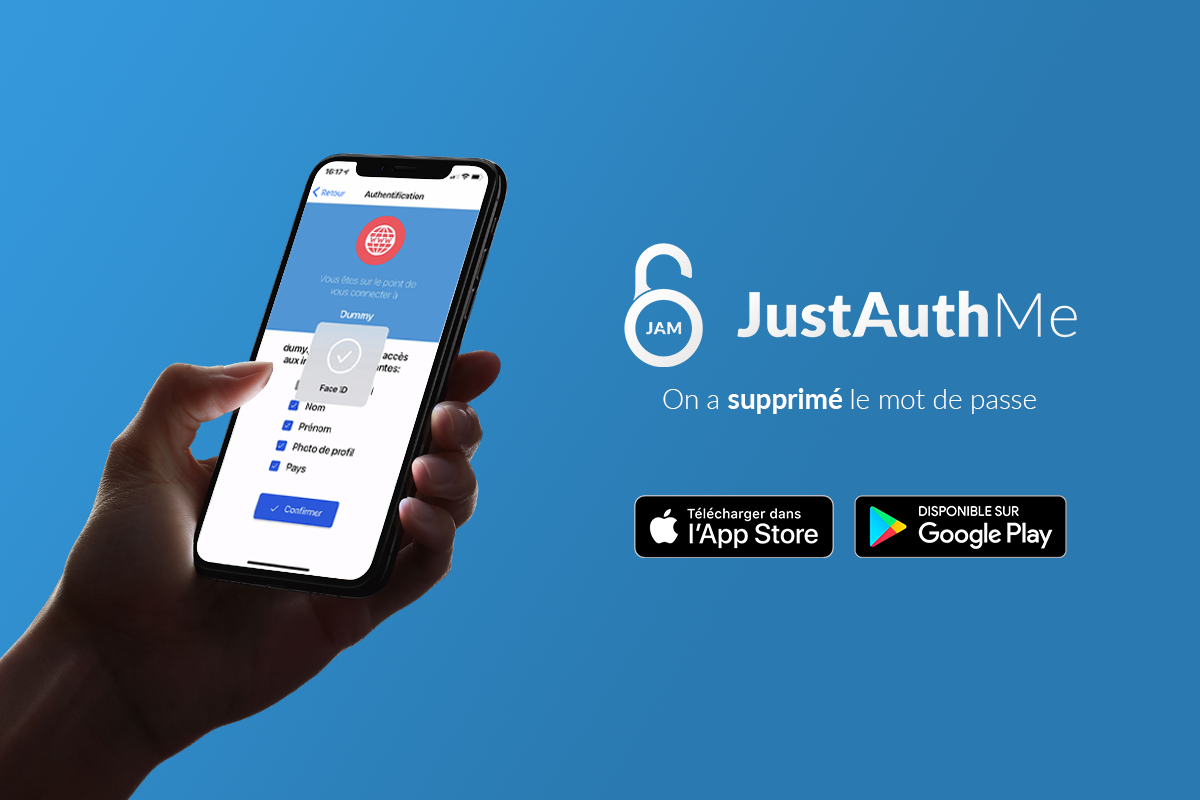 16:17
Retour
Authentification
www
Vous êtes sur le point de
vous connecter à
Dummy
dumy. accès
aux
Face ID
Nom
Prénom
Photo de profil
Pays
Confirmer
JAM
JustAuthMe
On a supprimé le mot de passe
Télécharger dans
l'App Store
DISPONIBLE SUR
Google Play